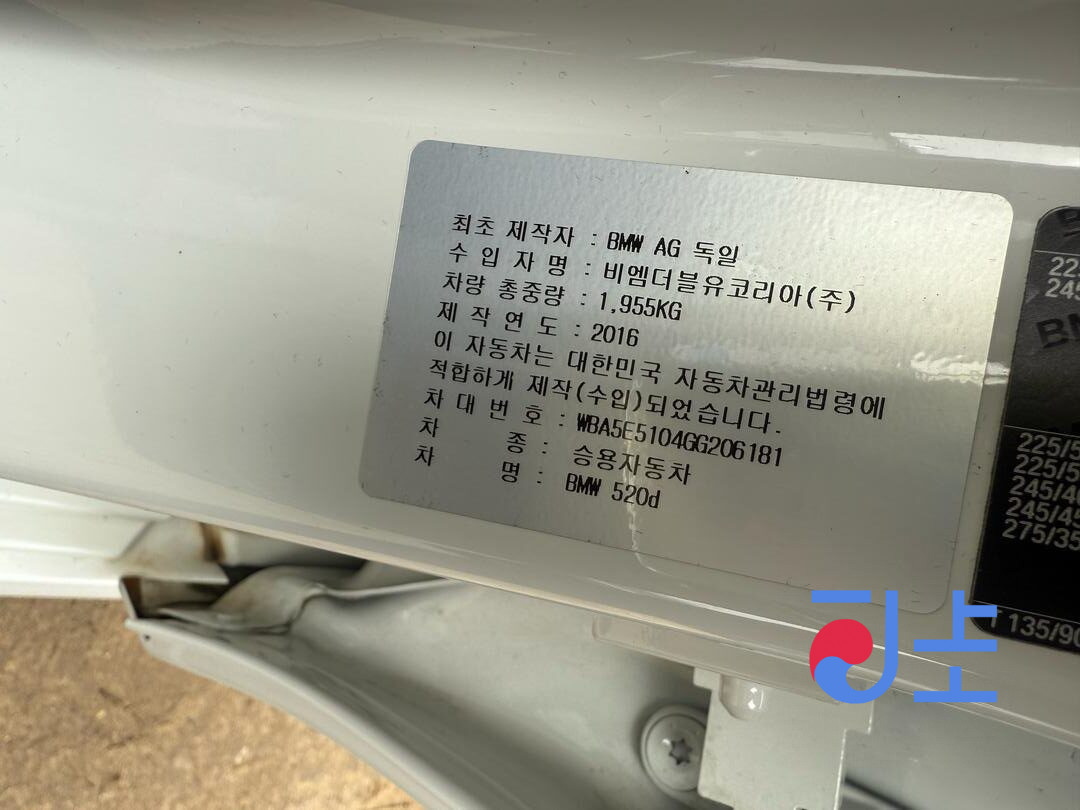 최초 제작자 : BMW AG 독일
수 입 자 명 : 비엠더블유코리아(주)
차량 총중량 : 1,955KG
제 작 연 도 : 2016
이 자동차는 대한민국 자동차관리법령에
적합하게 제작(수입)되었습니다.
차 대 번 호 : WBA5E5104GG206181
차 종 : 승용자동차
차 명 : BMW 520d
225/5
225/5
245/40
245/45
275/35
T 135/90